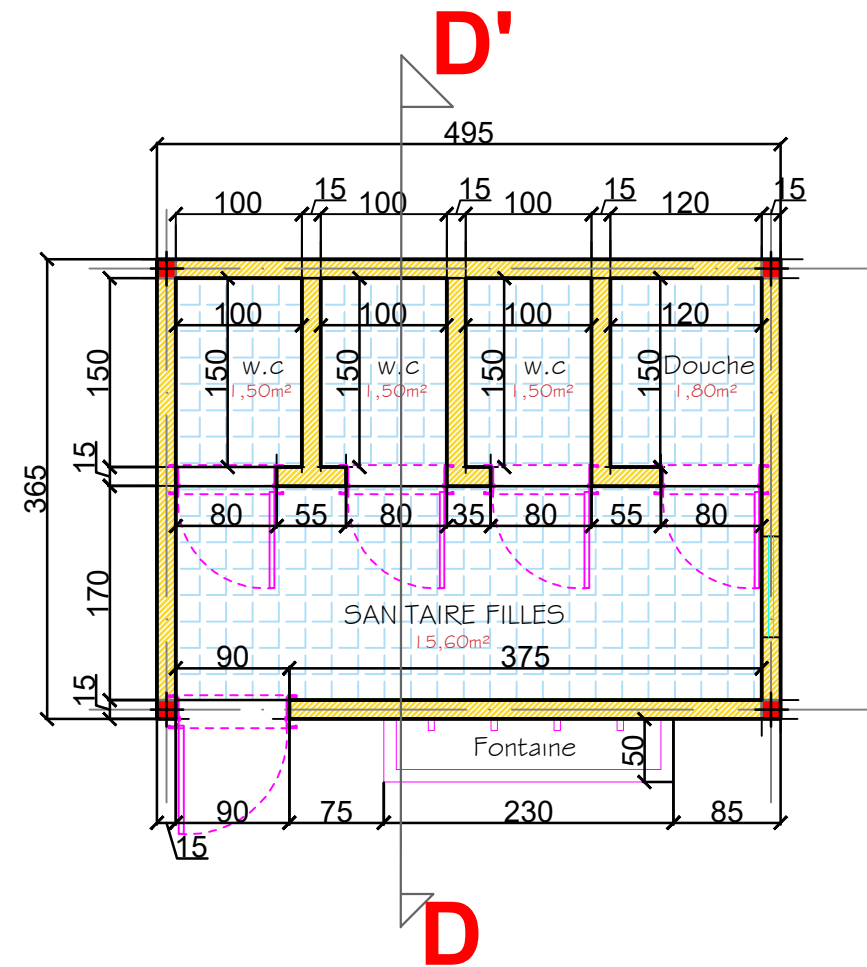 D'
495
15 15 15 15
100 100 100 120
100 100 100 120
150 150 150 150 150
w.c w.c w.c Douche
1,50m² 1,50m² 1,50m² 1,80m²
15
365
80 55 80 35 80 55 80
170
SAN TAIRE FILLES
15,60m²
90 375
15
Fontaine
50
90 75 230 85
15
D